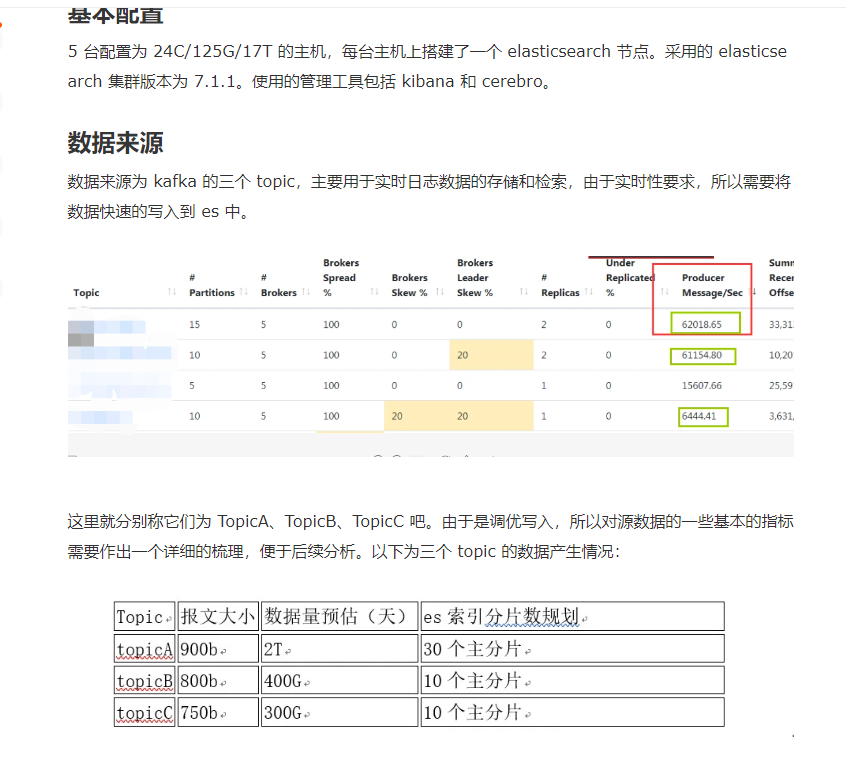 基本配置
5 台配置为 24C/125G/17T 的主机，每台主机上搭建了一个 elasticsearch 节点。采用的 elasticse
arch 集群版本为 7.1.1。使用的管理工具包括 kibana 和 cerebro。
数据来源
数据来源为 kafka 的三个 topic，主要用于实时日志数据的存储和检索，由于实时性要求，所以需要将
数据快速的写入到 es 中。
Topic # Partitions # Brokers Brokers Spread % Brokers Skew % Brokers Leader Skew % # Replicas Under Replicated % Producer Message/Sec Summ Recen Offse
15 5 100 0 0 2 0 62018.65 33,31
10 5 100 0 20 2 0 61154.80 10,20
5 5 100 0 0 1 0 15607.66 25,59
10 5 100 20 20 1 0 6444.41 3,631,
这里就分别称它们为 TopicA、TopicB、TopicC 吧。由于是调优写入，所以对源数据的一些基本的指标
需要作出一个详细的梳理，便于后续分析。以下为三个 topic 的数据产生情况：
Topic 报文大小 数据量预估（天） es 索引分片数规划
topicA 900b 2T 30 个主分片
topicB 800b 400G 10 个主分片
topicC 750b 300G 10 个主分片